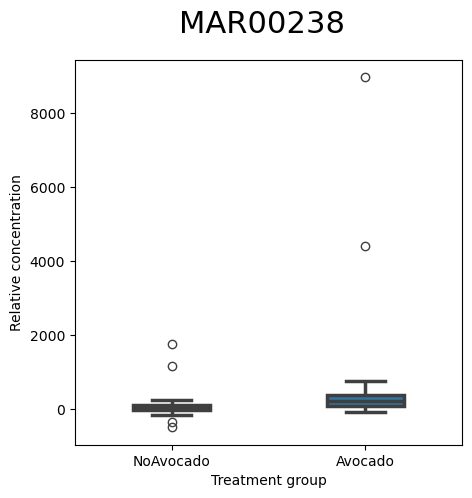 MAR00238
Relative concentration
8000
6000
4000
2000
0
NoAvocado Avocado
Treatment group